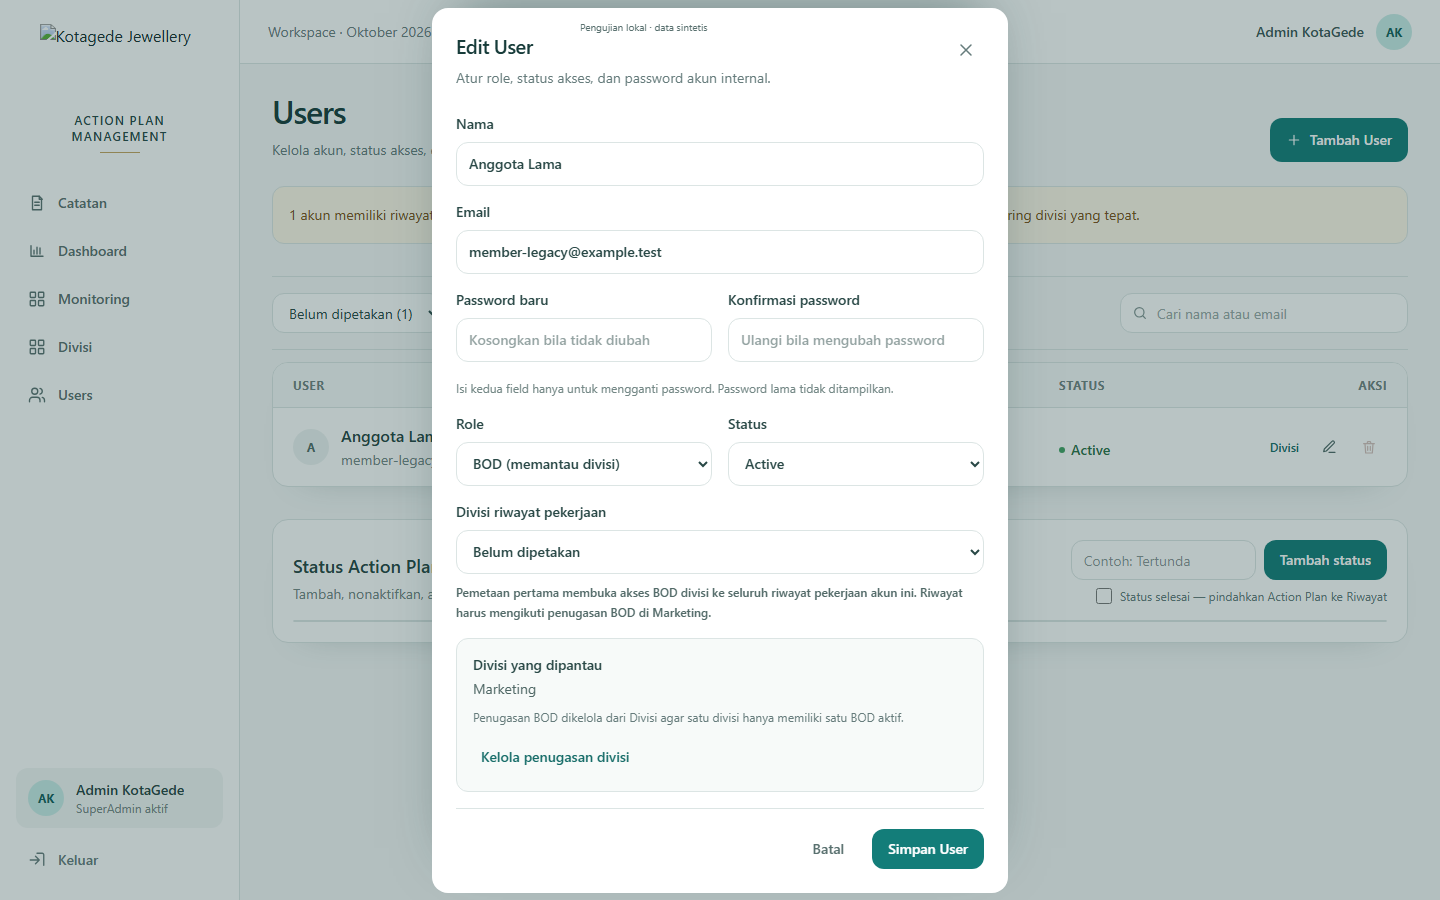 Kotagede Jewellery
ACTION PLAN
MANAGEMENT
Catatan
Dashboard
Monitoring
Divisi
Users
AK
Admin KotaGede
SuperAdmin aktif
Keluar
Workspace · Oktober 2026
Admin KotaGede
AK
Users
Kelola akun, status akses,
Tambah User
1 akun memiliki riwayat
ring divisi yang tepat.
Belum dipetakan (1)
Cari nama atau email
USER
STATUS
AKSI
A
Anggota Lam
member-legacy
Active
Divisi
Status Action Pla
Tambah, nonaktifkan, a
Contoh: Tertunda
Tambah status
Status selesai — pindahkan Action Plan ke Riwayat
Pengujian lokal · data sintetis
Edit User
Atur role, status akses, dan password akun internal.
Nama
Anggota Lama
Email
member-legacy@example.test
Password baru
Konfirmasi password
Kosongkan bila tidak diubah
Ulangi bila mengubah password
Isi kedua field hanya untuk mengganti password. Password lama tidak ditampilkan.
Role
Status
BOD (memantau divisi)
Active
Divisi riwayat pekerjaan
Belum dipetakan
Pemetaan pertama membuka akses BOD divisi ke seluruh riwayat pekerjaan akun ini. Riwayat
harus mengikuti penugasan BOD di Marketing.
Divisi yang dipantau
Marketing
Penugasan BOD dikelola dari Divisi agar satu divisi hanya memiliki satu BOD aktif.
Kelola penugasan divisi
Batal
Simpan User